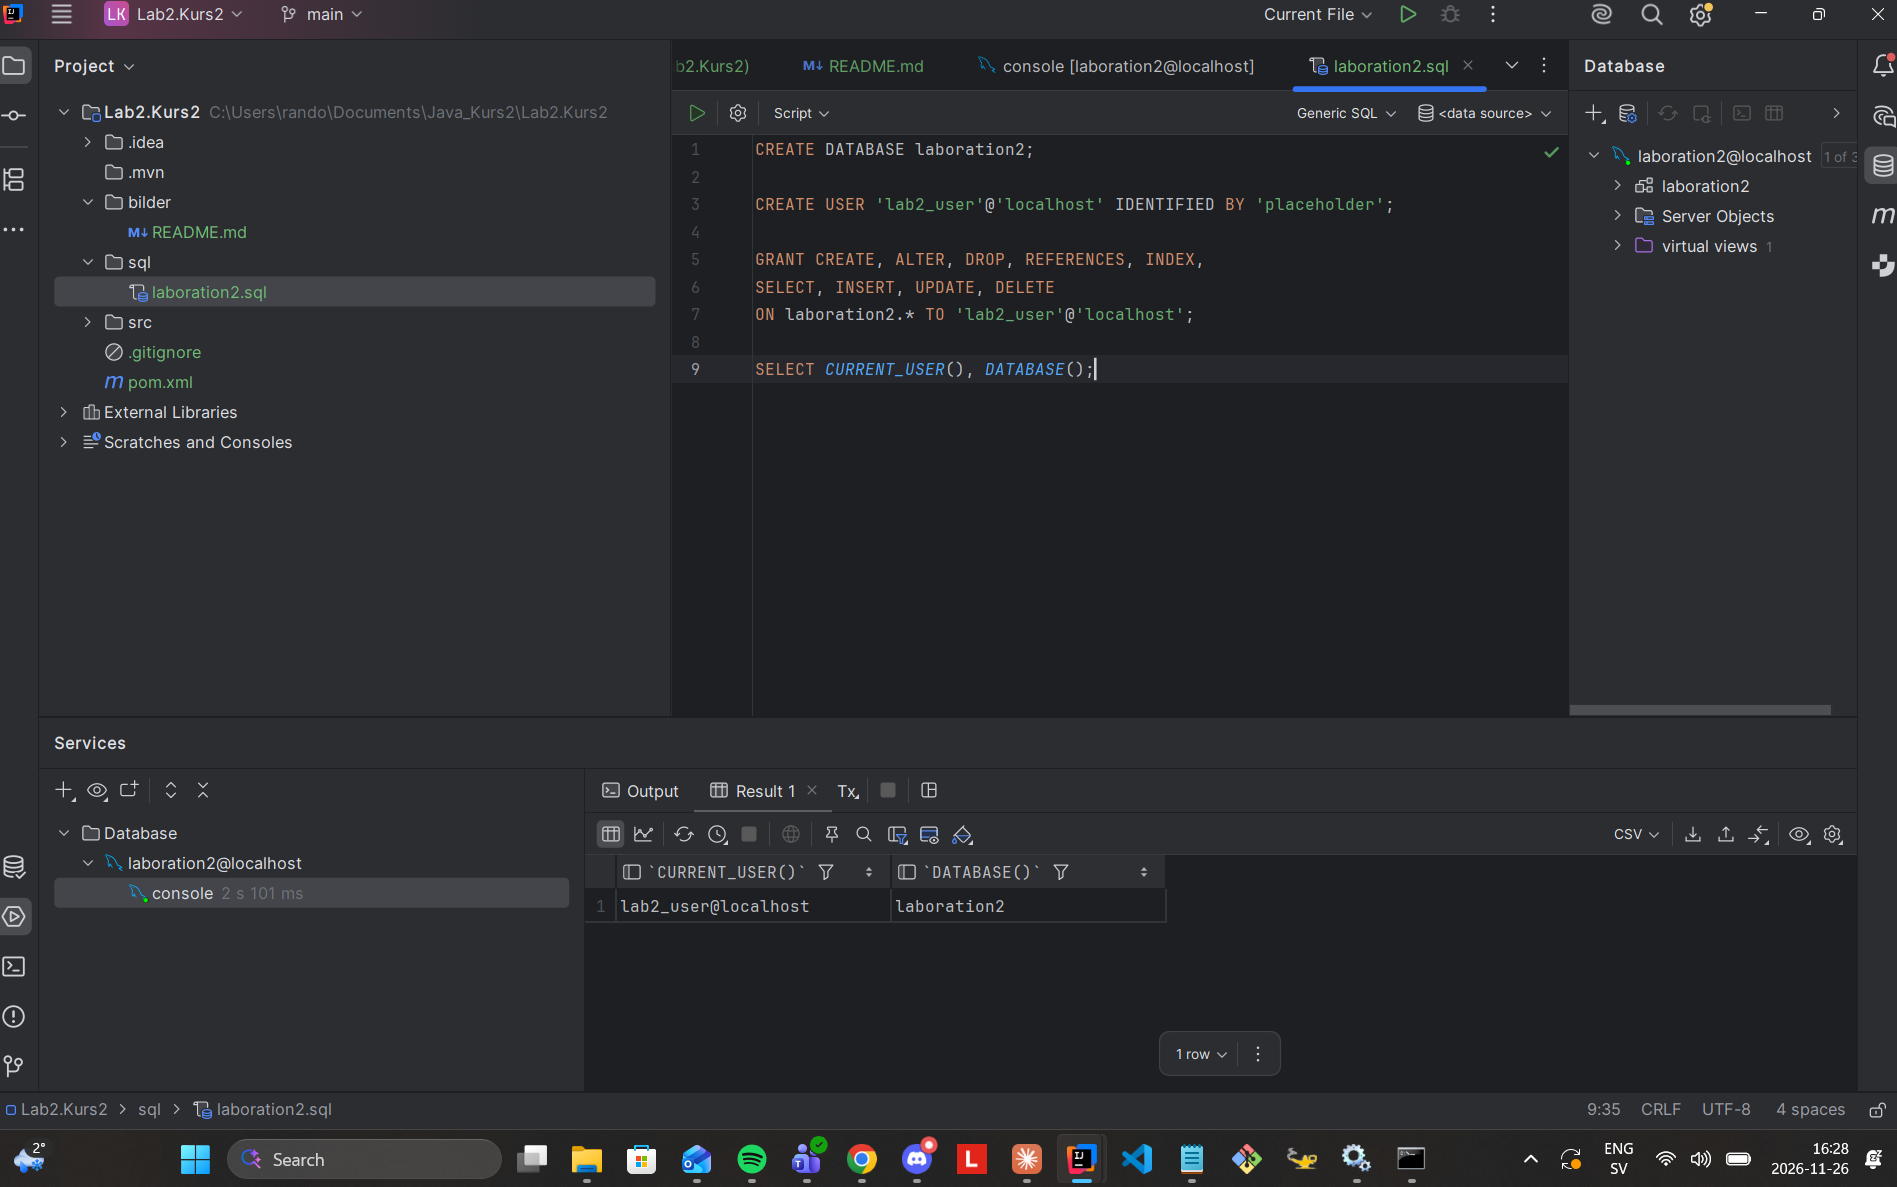 LK Lab2.Kurs2 main Current File
Project
Lab2.Kurs2 C:\Users\rando\Documents\Java_Kurs2\Lab2.Kurs2
.idea
.mvn
bilder
README.md
sql
laboration2.sql
src
.gitignore
m pom.xml
External Libraries
Scratches and Consoles
b2.Kurs2) README.md console [laboration2@localhost] laboration2.sql
Script Generic SQL <data source>
1 CREATE DATABASE laboration2;
2
3 CREATE USER 'lab2_user'@'localhost' IDENTIFIED BY 'placeholder';
4
5 GRANT CREATE, ALTER, DROP, REFERENCES, INDEX,
6 SELECT, INSERT, UPDATE, DELETE
7 ON laboration2.* TO 'lab2_user'@'localhost';
8
9 SELECT CURRENT_USER(), DATABASE();
Database
laboration2@localhost 1 of 3
laboration2
Server Objects
virtual views 1
Services
Database
laboration2@localhost
console 2 s 101 ms
Output Result 1 Tx
CSV
`CURRENT_USER()` `DATABASE()`
1 lab2_user@localhost laboration2
1 row
Lab2.Kurs2 > sql > laboration2.sql
9:35 CRLF UTF-8 4 spaces
2°
Search
ENG
SV
16:28
2026-11-26